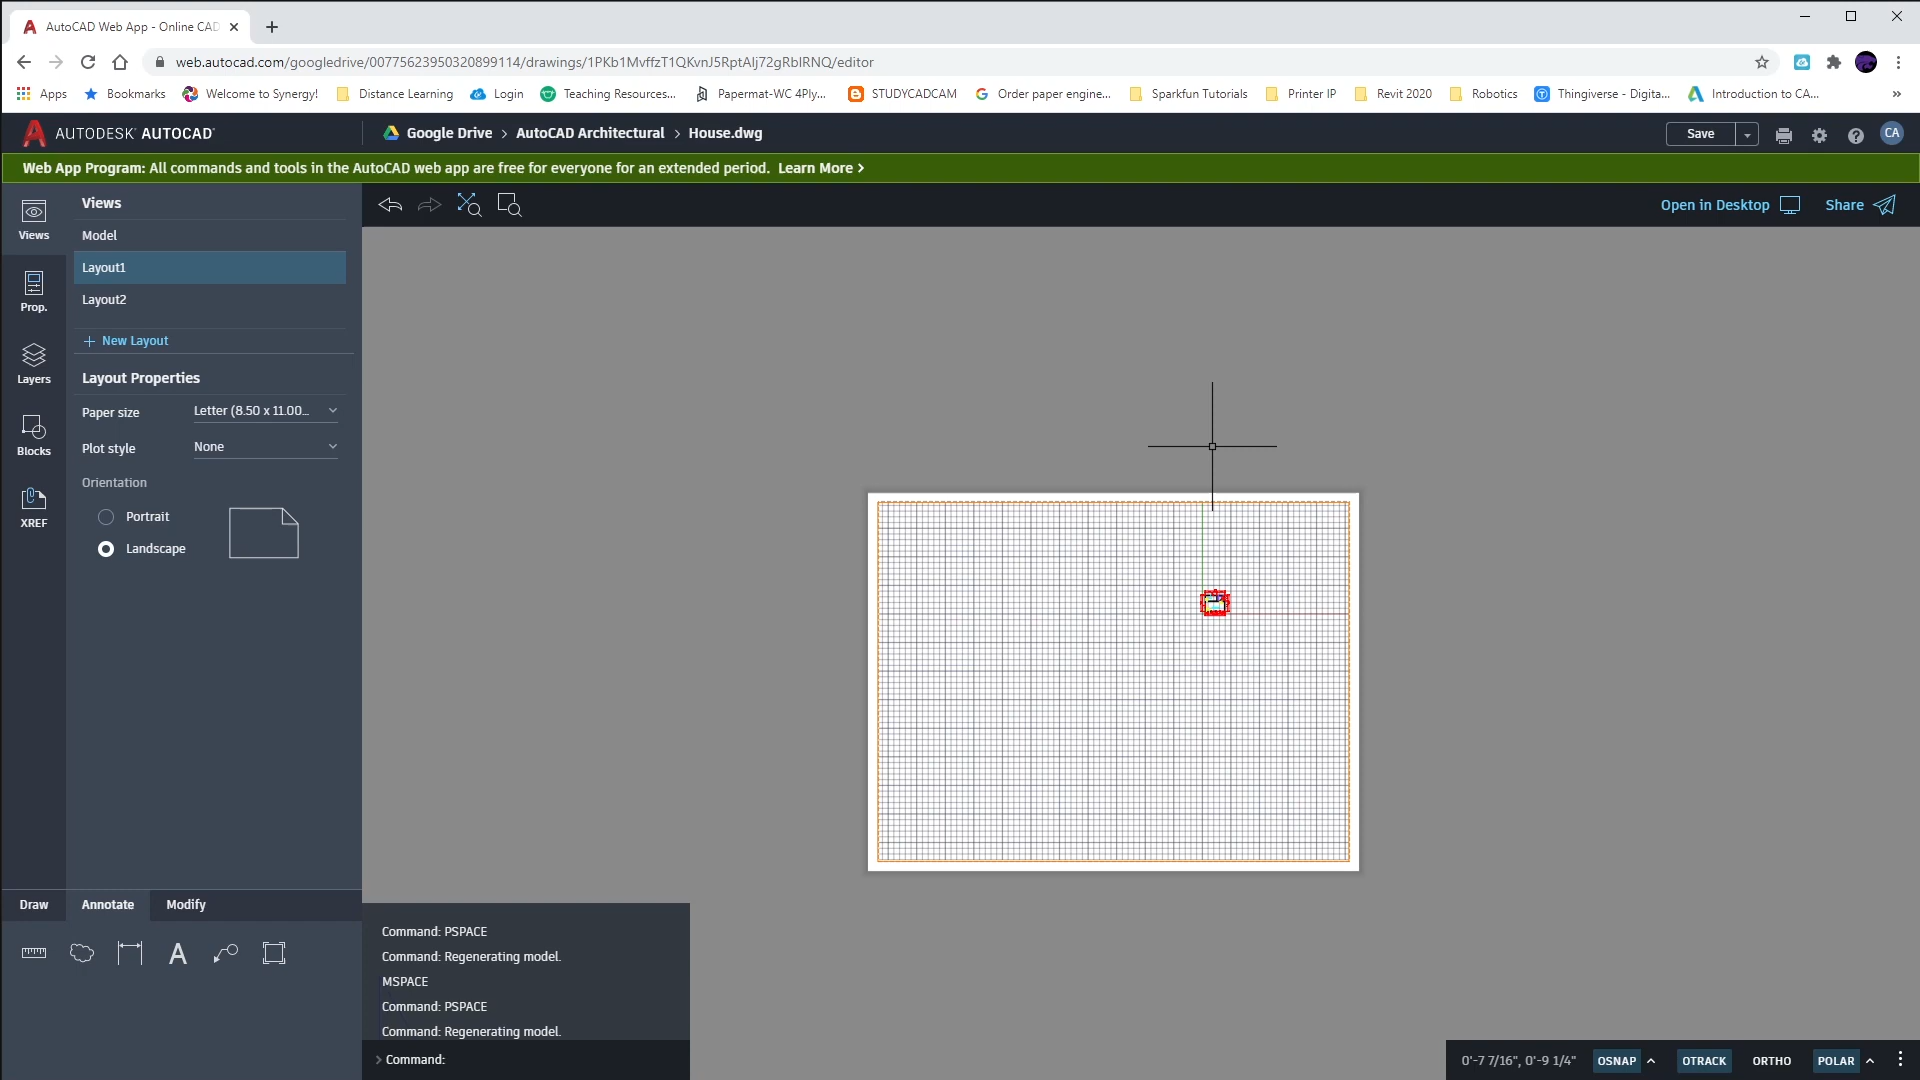 AutoCAD Web App - Online CAD
web.autocad.com/googledrive/00775623950320899114/drawings/1PKb1MvffzT1QKvnJ5RptAlj72gRblRNQ/editor
Apps Bookmarks Welcome to Synergy! Distance Learning Login Teaching Resources... Papermat-WC 4Ply... STUDYCADCAM Order paper engine... Sparkfun Tutorials Printer IP Revit 2020 Robotics Thingiverse - Digita... Introduction to CA... »
AUTODESK® AUTOCAD® Google Drive > AutoCAD Architectural > House.dwg Save CA
Web App Program: All commands and tools in the AutoCAD web app are free for everyone for an extended period. Learn More >
Views
Views
Open in Desktop Share
Model
Layout1
Layout2
+ New Layout
Prop.
Layers
Blocks
XREF
Layout Properties
Paper size Letter (8.50 x 11.00...
Plot style None
Orientation
Portrait
Landscape
Draw Annotate Modify
A
Command: PSPACE
Command: Regenerating model.
MSPACE
Command: PSPACE
Command: Regenerating model.
> Command:
0'-7 7/16", 0'-9 1/4" OSNAP OTRACK ORTHO POLAR